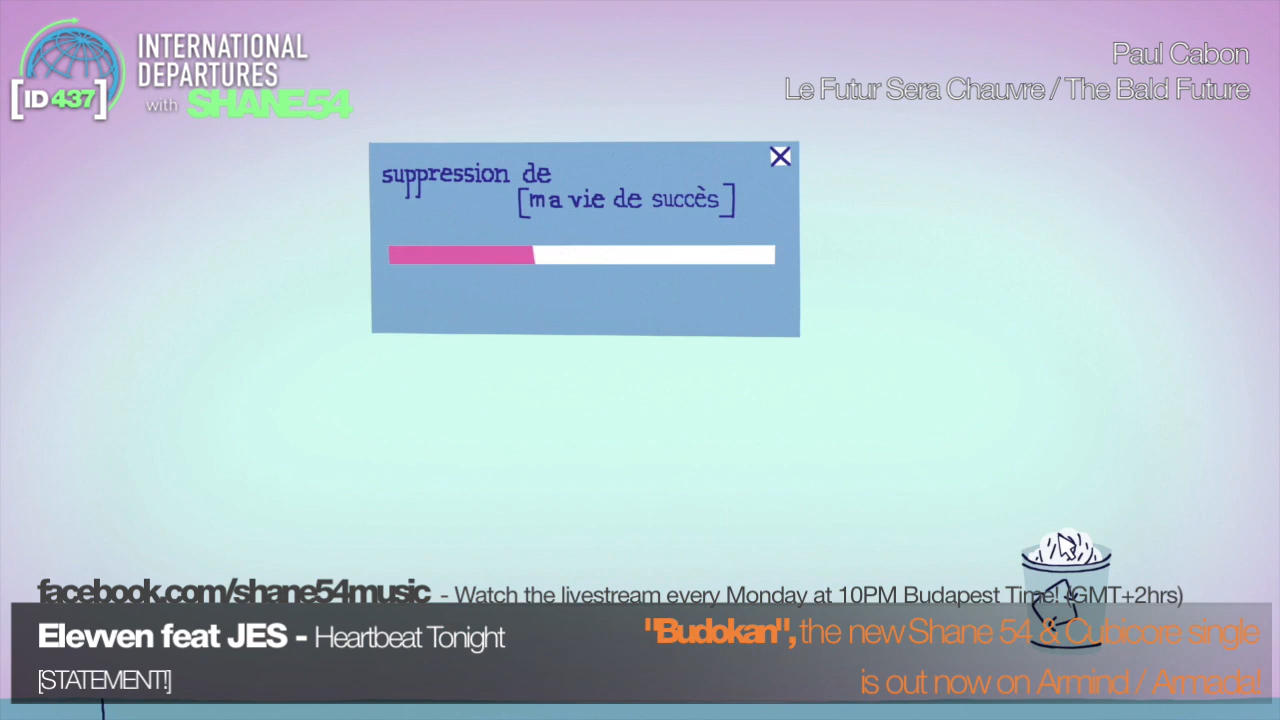 INTERNATIONAL
DEPARTURES
[ID 437]
with SHANE54
Paul Cabon
Le Futur Sera Chauvre / The Bald Future
suppression de
[ma vie de succès]
facebook.com/shane54music - Watch the livestream every Monday at 10PM Budapest Time! (GMT+2hrs)
Elevven feat JES - Heartbeat Tonight
[STATEMENT!]
"Budokan", the new Shane 54 & Cubicore single
is out now on Armind / Armada!